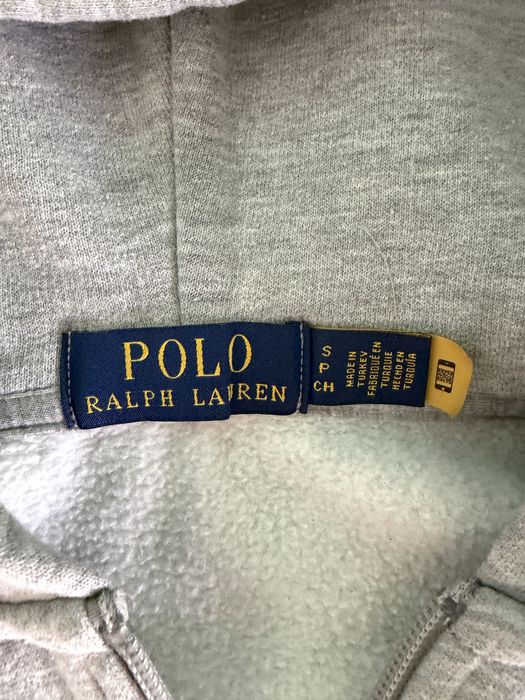 POLO
RALPH LAUREN
S
P
CH
MADE IN
TURKEY
FABRIQUÉ EN
TURQUIE
HECHO EN
TURQUÍA